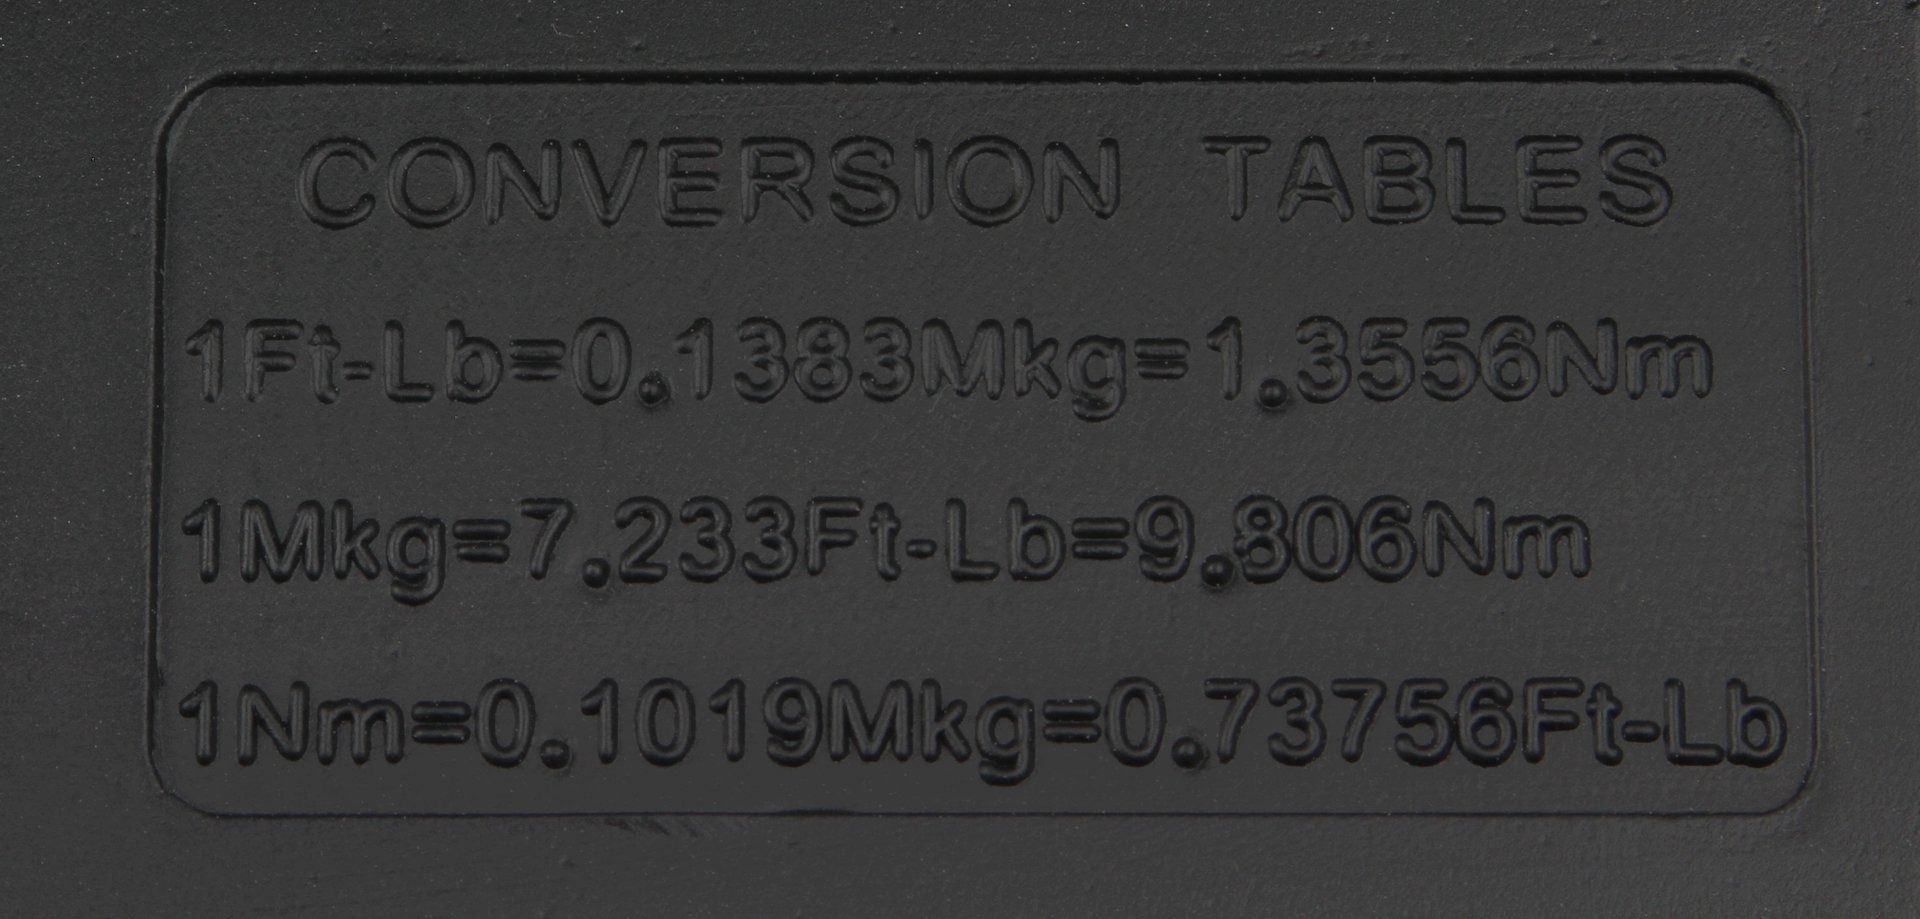 CONVERSION TABLES
1Ft-Lb=0.1383Mkg=1.3556Nm
1Mkg=7.233Ft-Lb=9.806Nm
1Nm=0.1019Mkg=0.73756Ft-Lb